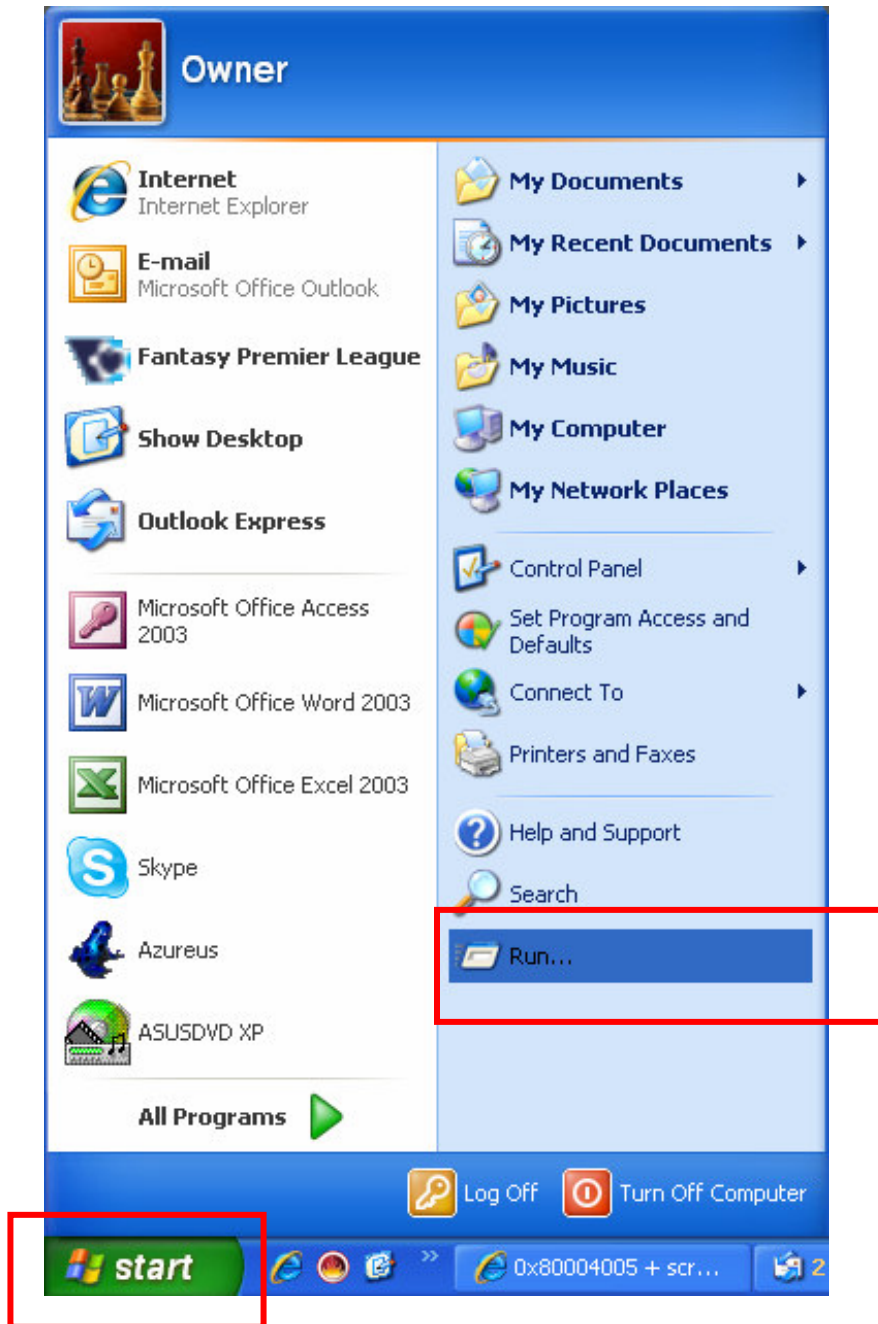 Owner
Internet
Internet Explorer
E-mail
Microsoft Office Outlook
Fantasy Premier League
Show Desktop
Outlook Express
Microsoft Office Access
2003
Microsoft Office Word 2003
Microsoft Office Excel 2003
Skype
Azureus
ASUSDVD XP
All Programs
My Documents
My Recent Documents
My Pictures
My Music
My Computer
My Network Places
Control Panel
Set Program Access and
Defaults
Connect To
Printers and Faxes
Help and Support
Search
Run...
Log Off
Turn Off Computer
start
0x80004005 + scr...
2